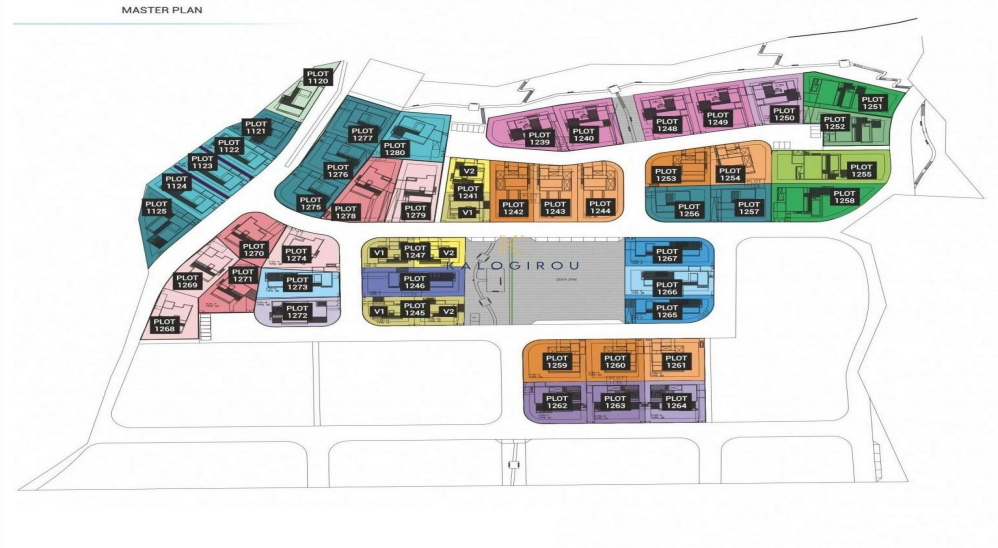 MASTER PLAN
PLOT
1120
PLOT
1121
PLOT
1122
PLOT
1123
PLOT
1124
PLOT
1125
PLOT
1277
PLOT
1280
PLOT
1276
PLOT
1275
PLOT
1278
PLOT
1279
V2
PLOT
1241
V1
PLOT
1239
PLOT
1240
PLOT
1248
PLOT
1249
PLOT
1250
PLOT
1251
PLOT
1252
PLOT
1242
PLOT
1243
PLOT
1244
PLOT
1253
PLOT
1254
PLOT
1255
PLOT
1256
PLOT
1257
PLOT
1258
PLOT
1270
PLOT
1274
PLOT
1269
PLOT
1271
PLOT
1273
PLOT
1272
PLOT
1268
V1
PLOT
1247
V2
PLOT
1246
V1
PLOT
1245
V2
KALOGIROU
PLOT
1267
PLOT
1266
PLOT
1265
PLOT
1259
PLOT
1260
PLOT
1261
PLOT
1262
PLOT
1263
PLOT
1264